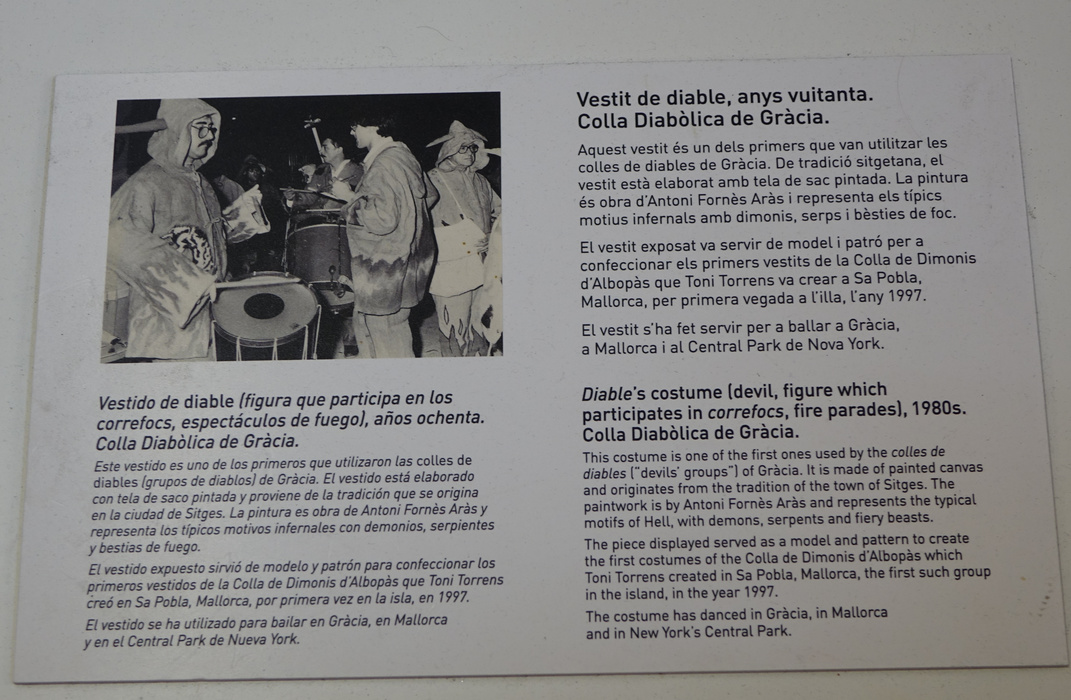 Vestit de diable, anys vuitanta.
Colla Diabòlica de Gràcia.
Aquest vestit és un dels primers que van utilitzar les
colles de diables de Gràcia. De tradició sitgetana, el
vestit està elaborat amb tela de sac pintada. La pintura
és obra d'Antoni Fornès Aràs i representa els típics
motius infernals amb dimonis, serps i bèsties de foc.
El vestit exposat va servir de model i patró per a
confeccionar els primers vestits de la Colla de Dimonis
d'Albopàs que Toni Torrens va crear a Sa Pobla,
Mallorca, per primera vegada a l'illa, l'any 1997.
El vestit s'ha fet servir per a ballar a Gràcia,
a Mallorca i al Central Park de Nova York.
Vestido de diable (figura que participa en los
correfocs, espectáculos de fuego), años ochenta.
Colla Diabòlica de Gràcia.
Este vestido es uno de los primeros que utilizaron las colles de
diables (grupos de diablos) de Gràcia. El vestido está elaborado
con tela de saco pintada y proviene de la tradición que se origina
en la ciudad de Sitges. La pintura es obra de Antoni Fornès Aràs y
representa los típicos motivos infernales con demonios, serpientes
y bestias de fuego.
El vestido expuesto sirvió de modelo y patrón para confeccionar los
primeros vestidos de la Colla de Dimonis d'Albopàs que Toni Torrens
creó en Sa Pobla, Mallorca, por primera vez en la isla, en 1997.
El vestido se ha utilizado para bailar en Gràcia, en Mallorca
y en el Central Park de Nueva York.
Diable's costume (devil, figure which
participates in correfocs, fire parades), 1980s.
Colla Diabòlica de Gràcia.
This costume is one of the first ones used by the colles de
diables ("devils' groups") of Gràcia. It is made of painted canvas
and originates from the tradition of the town of Sitges. The
paintwork is by Antoni Fornès Aràs and represents the typical
motifs of Hell, with demons, serpents and fiery beasts.
The piece displayed served as a model and pattern to create
the first costumes of the Colla de Dimonis d'Albopàs which
Toni Torrens created in Sa Pobla, Mallorca, the first such group
in the island, in the year 1997.
The costume has danced in Gràcia, in Mallorca
and in New York's Central Park.